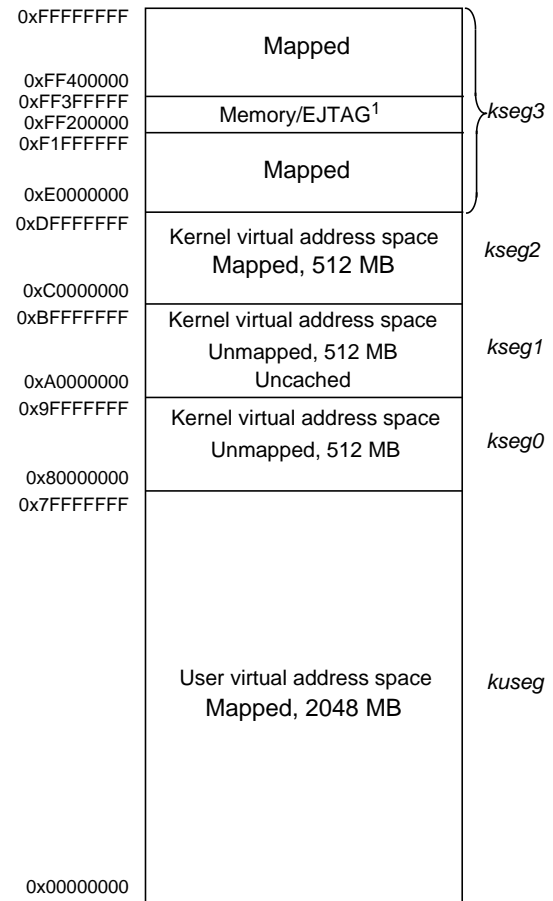 0xFFFFFFFF
Mapped
0xFF400000
0xFF3FFFFF
Memory/EJTAG1
kseg3
0xFF200000
0xF1FFFFFF
Mapped
0xE0000000
0xDFFFFFFF
Kernel virtual address space
kseg2
Mapped, 512 MB
0xC0000000
0xBFFFFFFF
Kernel virtual address space
Unmapped, 512 MB
kseg1
Uncached
0xA0000000
0x9FFFFFFF
Kernel virtual address space
Unmapped, 512 MB
kseg0
0x80000000
0x7FFFFFFF
User virtual address space
kuseg
Mapped, 2048 MB
0x00000000